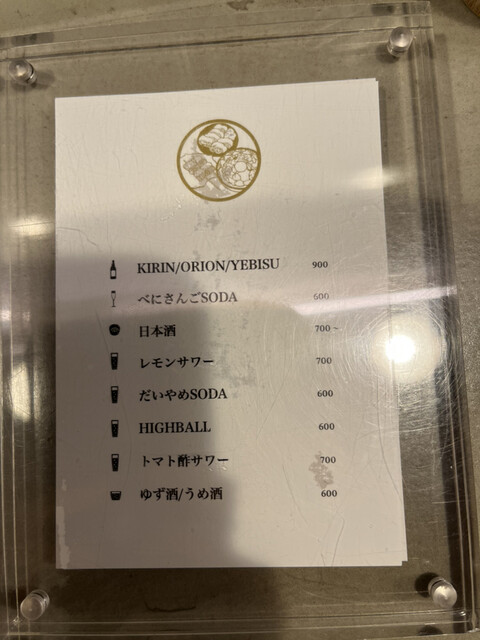 KIRIN/ORION/YEBISU 900
べにさんごSODA 600
日本酒 700~
レモンサワー 700
だいやめSODA 600
HIGHBALL 600
トマト酢サワー 700
ゆず酒/うめ酒 600